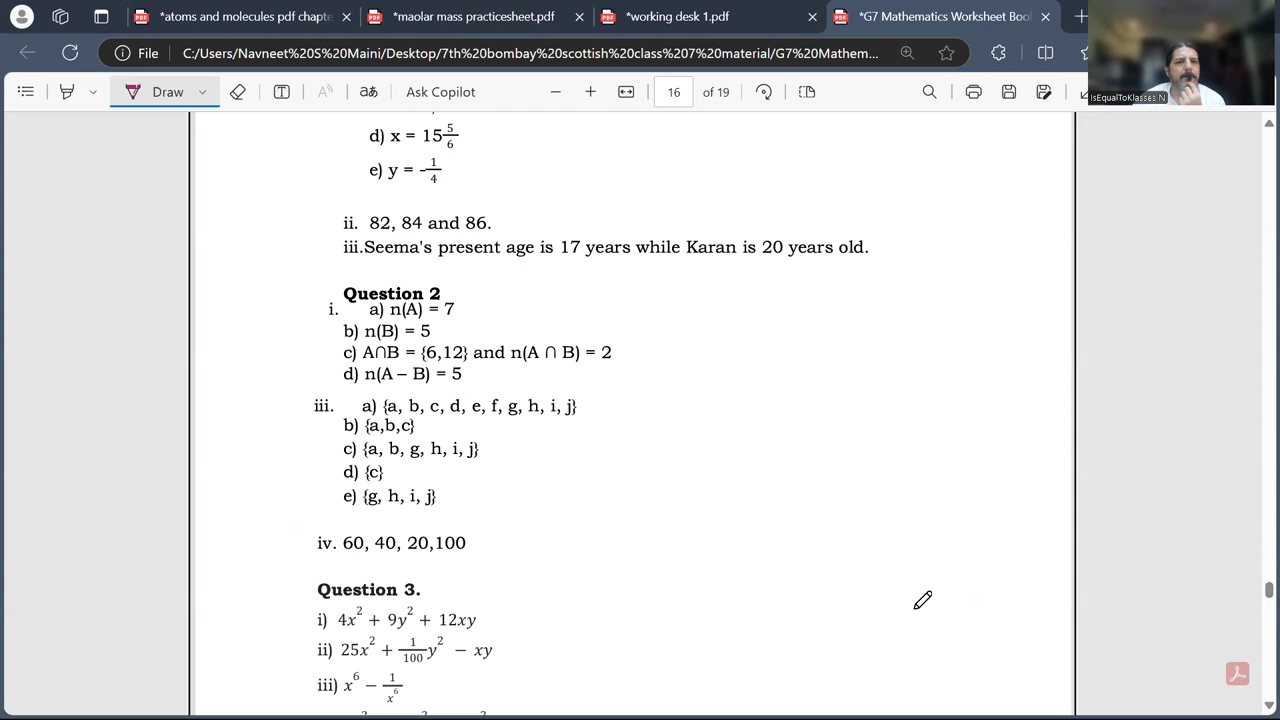 *atoms and molecules pdf chapte
*maolar mass practicesheet.pdf
*working desk 1.pdf
*G7 Mathematics Worksheet Boo
File
C:/Users/Navneet%20S%20Maini/Desktop/7th%20bombay%20scottish%20class%207%20material/G7%20Mathem...
IsEqualToKlasses N
Draw
aあ
Ask Copilot
16 of 19
d) x = 15 5/6
e) y = -1/4
ii. 82, 84 and 86.
iii.Seema's present age is 17 years while Karan is 20 years old.
Question 2
i. a) n(A) = 7
b) n(B) = 5
c) A∩B = {6,12} and n(A ∩ B) = 2
d) n(A – B) = 5
iii. a) {a, b, c, d, e, f, g, h, i, j}
b) {a,b,c}
c) {a, b, g, h, i, j}
d) {c}
e) {g, h, i, j}
iv. 60, 40, 20,100
Question 3.
i) 4x² + 9y² + 12xy
ii) 25x² + 1/100 y² − xy
iii) x⁶ − 1/x⁶